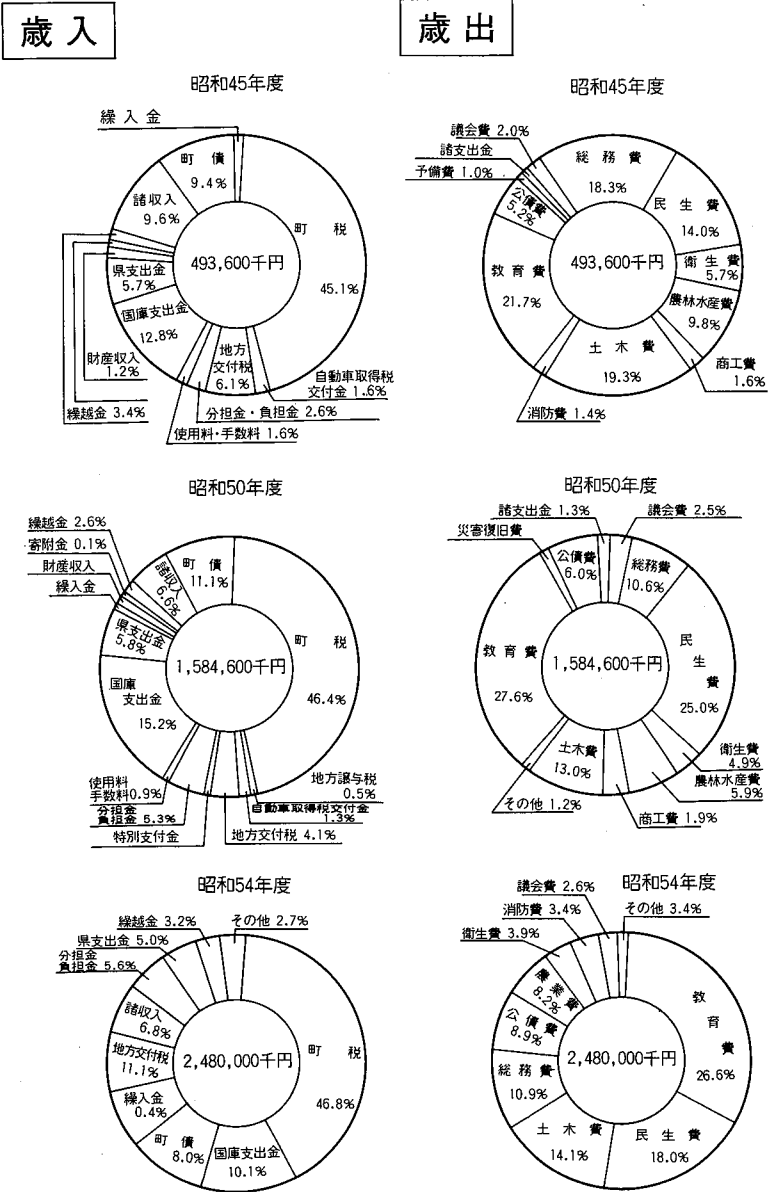 歳入
昭和45年度
繰入金
町債
9.4%
諸収入
9.6%
町税
45.1%
493,600千円
県支出金
5.7%
国庫支出金
12.8%
地方
交付税
6.1%
財産収入
1.2%
繰越金 3.4%
自動車取得税
交付金 1.6%
分担金・負担金 2.6%
使用料・手数料 1.6%
昭和50年度
繰越金 2.6%
寄附金 0.1%
財産収入
繰入金
諸収入
6.6%
町債
11.1%
県支出金
5.8%
1,584,600千円
町税
46.4%
国庫
支出金
15.2%
使用料
手数料0.9%
分担金
負担金 5.3%
特別支付金
地方交付税 4.1%
地方譲与税
0.5%
自動車取得税交付金
1.3%
昭和54年度
繰越金 3.2%
その他 2.7%
県支出金 5.0%
分担金
負担金 5.6%
諸収入
6.8%
地方交付税
11.1%
2,480,000千円
町税
46.8%
繰入金
0.4%
町債
8.0%
国庫支出金
10.1%
歳出
昭和45年度
議会費 2.0%
諸支出金
予備費 1.0%
公債費
5.2%
総務費
18.3%
民生費
14.0%
衛生費
5.7%
農林水産費
9.8%
493,600千円
教育費
21.7%
土木費
19.3%
商工費
1.6%
消防費 1.4%
昭和50年度
諸支出金 1.3%
議会費 2.5%
災害復旧費
公債費
6.0%
総務費
10.6%
教育費
27.6%
1,584,600千円
民生費
25.0%
土木費
13.0%
衛生費
4.9%
農林水産費
5.9%
その他 1.2%
商工費 1.9%
昭和54年度
議会費 2.6%
消防費 3.4%
その他 3.4%
衛生費 3.9%
農業費
8.2%
公債費
8.9%
教育費
26.6%
2,480,000千円
総務費
10.9%
土木費
14.1%
民生費
18.0%